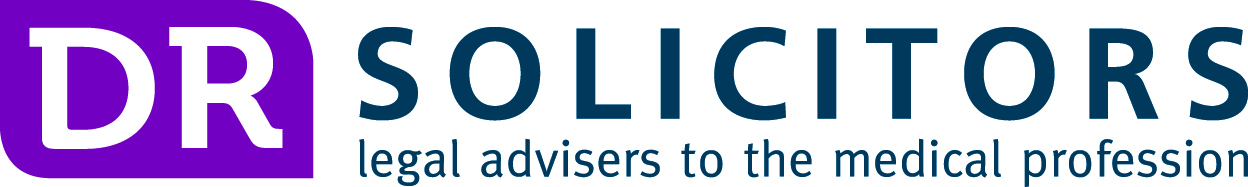 DR SOLICITORS
legal advisers to the medical profession